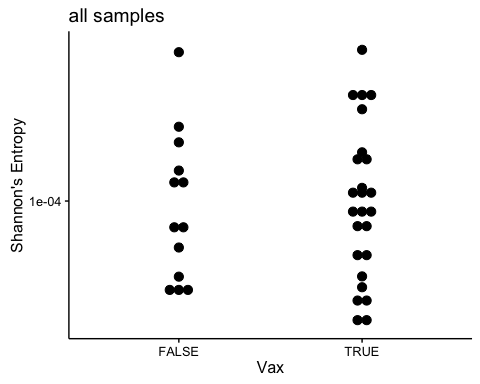 all samples
Shannon's Entropy
1e-04
FALSE
TRUE
Vax